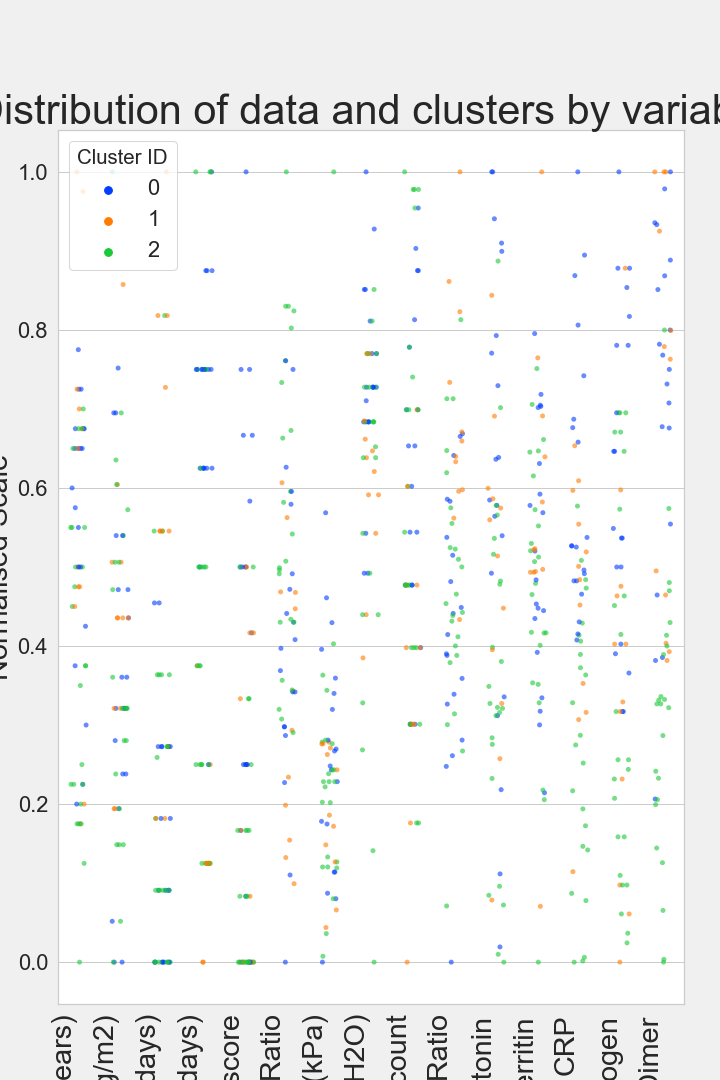 Distribution of data and clusters by variab
Cluster ID
0
1
2
1.0
0.8
0.6
0.4
0.2
0.0
Normalised Scale
ears)
g/m2)
days)
days)
score
Ratio
(kPa)
H2O)
count
Ratio
tonin
erritin
CRP
ogen
Dimer